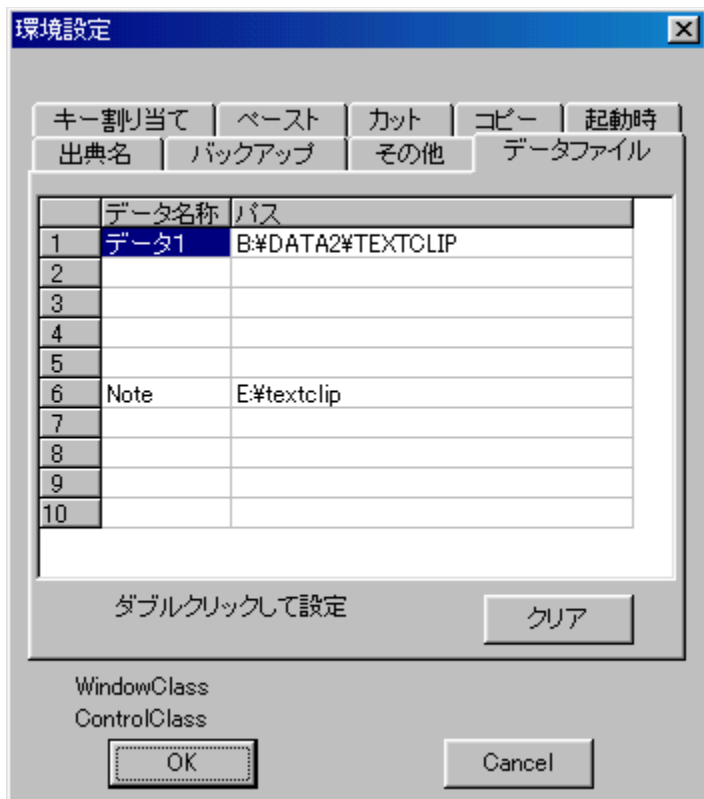 環境設定
キー割り当て ペースト カット コピー 起動時
出典名 バックアップ その他 データファイル
データ名称 パス
1 データ1 B:¥DATA2¥TEXTCLIP
2
3
4
5
6 Note E:¥textclip
7
8
9
10
ダブルクリックして設定 クリア
WindowClass
ControlClass
OK Cancel